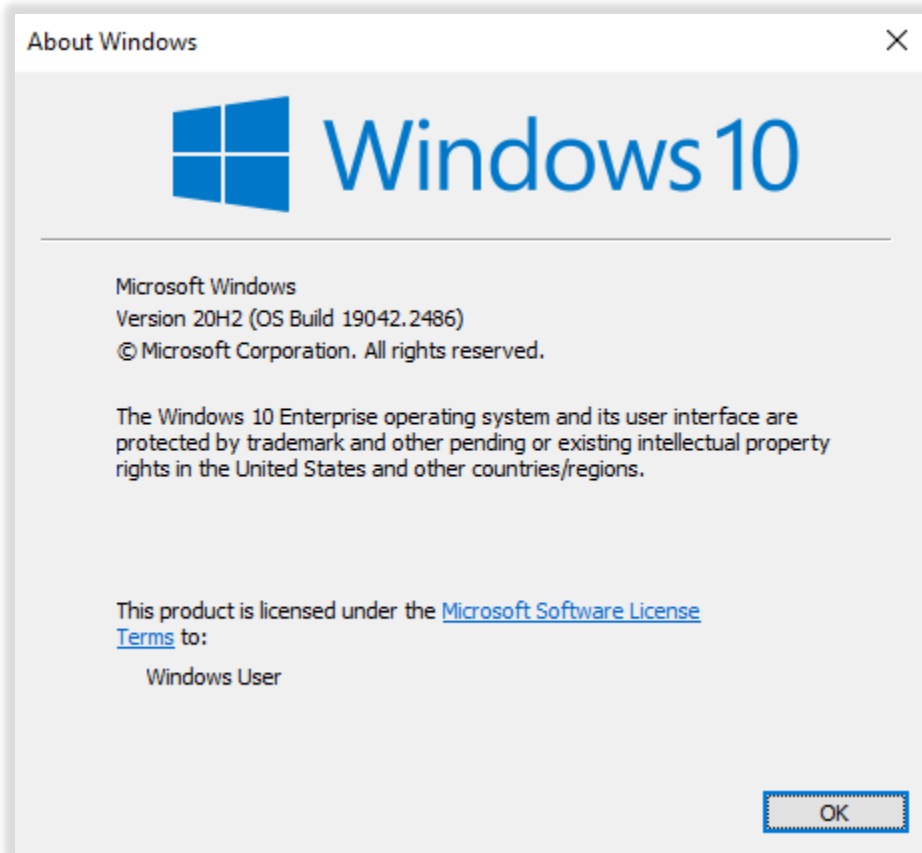 About Windows
Windows 10
Microsoft Windows
Version 20H2 (OS Build 19042.2486)
© Microsoft Corporation. All rights reserved.
The Windows 10 Enterprise operating system and its user interface are
protected by trademark and other pending or existing intellectual property
rights in the United States and other countries/regions.
This product is licensed under the Microsoft Software License
Terms to:
Windows User
OK